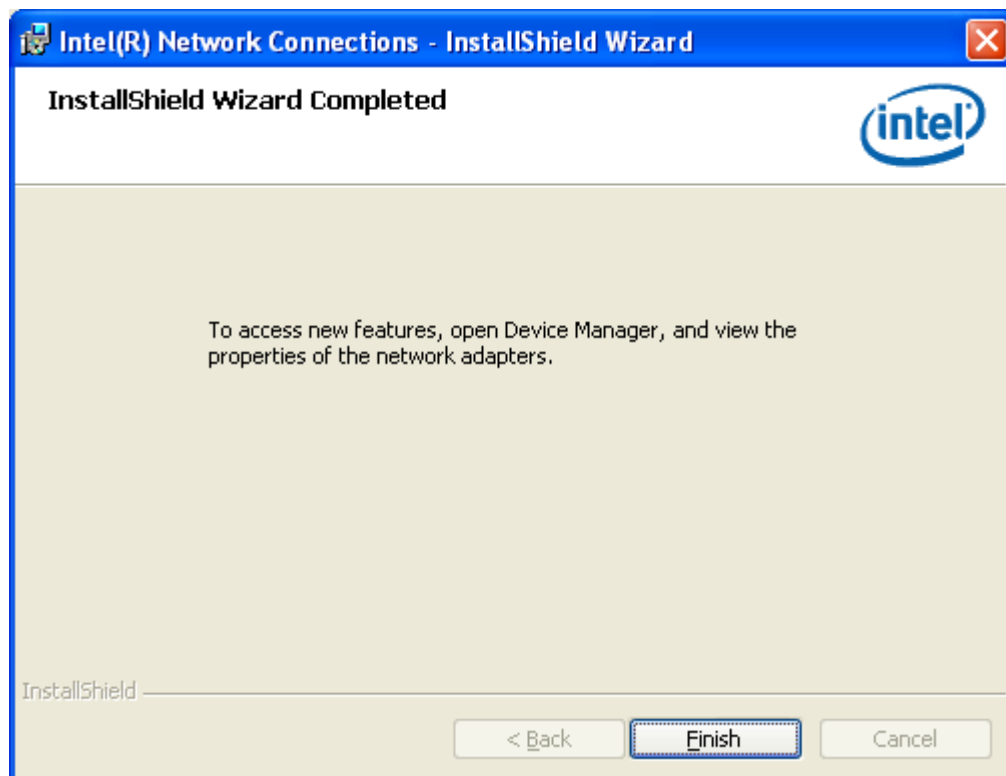 Intel(R) Network Connections - InstallShield Wizard
InstallShield Wizard Completed
intel
To access new features, open Device Manager, and view the
properties of the network adapters.
InstallShield
< Back
Finish
Cancel